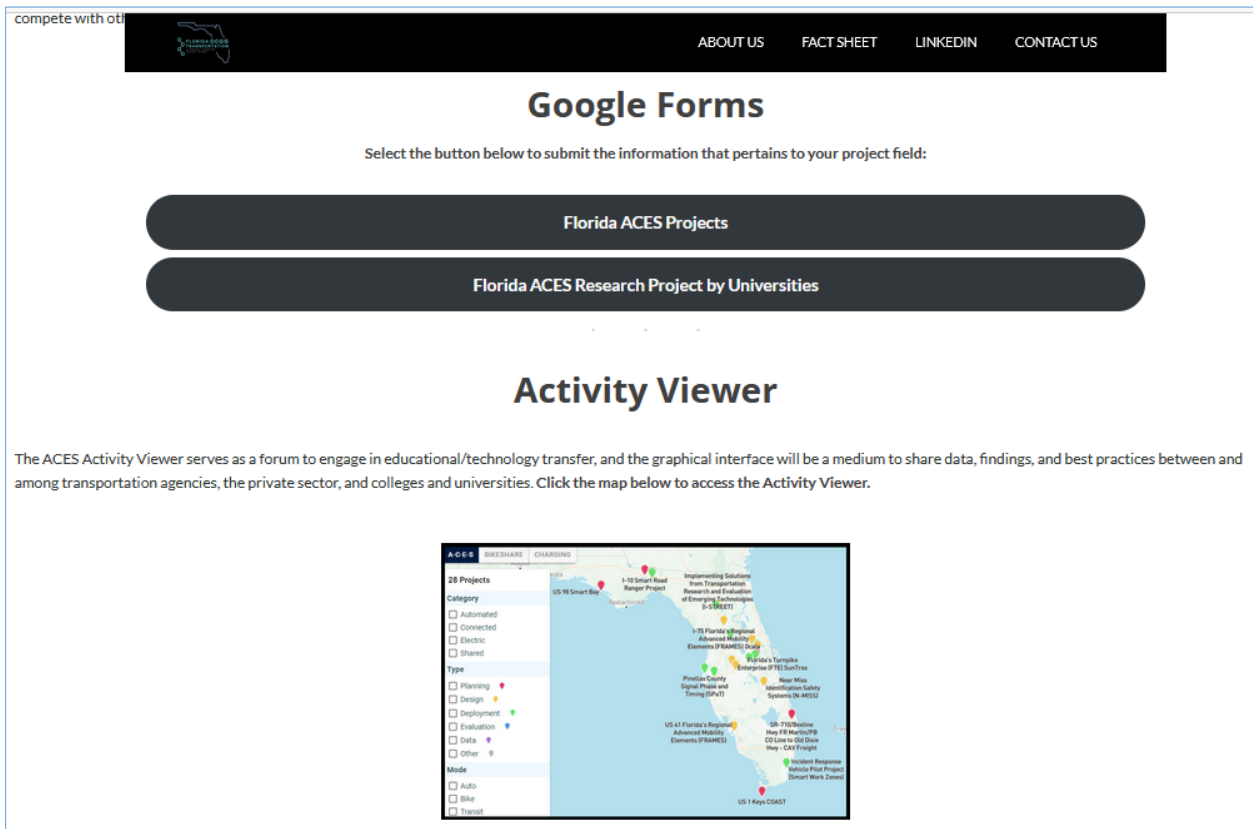 compete with oth
FLORIDA ACES
TRANSPORTATION
ABOUT US
FACT SHEET
LINKEDIN
CONTACT US
Google Forms
Select the button below to submit the information that pertains to your project field:
Florida ACES Projects
Florida ACES Research Project by Universities
Activity Viewer
The ACES Activity Viewer serves as a forum to engage in educational/technology transfer, and the graphical interface will be a medium to share data, findings, and best practices between and
among transportation agencies, the private sector, and colleges and universities. Click the map below to access the Activity Viewer.
A-C-E-S
BIKESHARE
CHARGING
28 Projects
Category
Automated
Connected
Electric
Shared
Type
Planning
Design
Deployment
Evaluation
Data
Other
Mode
Auto
Bike
Transit
US 98 Smart Bay
Apalachicola
I-10 Smart Road
Ranger Project
Implementing Solutions
from Transportation
Research and Evaluation
of Emerging Technologies
(I-STREET)
I-75 Florida's Regional
Advanced Mobility
Elements (FRAMES) Ocala
Florida's Turnpike
Enterprise (FTE) SunTrax
Pinellas County
Signal Phase and
Timing (SPaT)
Near Miss
Identification Safety
Systems (N-MISS)
US 41 Florida's Regional
Advanced Mobility
Elements (FRAMES)
SR-710/Beeline
Hwy FR Martin/PB
CO Line to Old Dixie
Hwy - CAV Freight
Incident Response
Vehicle Pilot Project
(Smart Work Zones)
US 1 Keys COAST